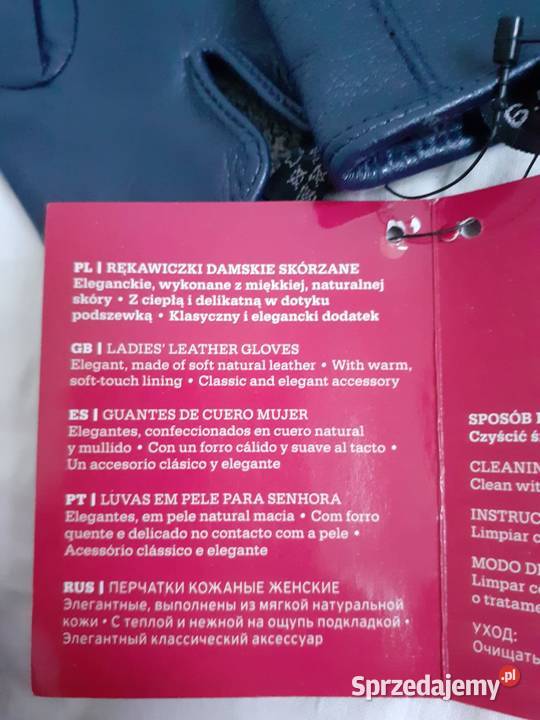 PL | RĘKAWICZKI DAMSKIE SKÓRZANE
Eleganckie, wykonane z miękkiej, naturalnej
skóry • Z ciepłą i delikatną w dotyku
podszewką • Klasyczny i elegancki dodatek
GB | LADIES' LEATHER GLOVES
Elegant, made of soft natural leather • With warm,
soft-touch lining • Classic and elegant accessory
ES | GUANTES DE CUERO MUJER
Elegantes, confeccionados en cuero natural
y mullido • Con un forro cálido y suave al tacto •
Un accesorio clásico y elegante
PT | LUVAS EM PELE PARA SENHORA
Elegantes, em pele natural macia • Com forro
quente e delicado no contacto com a pele •
Acessório clássico e elegante
RUS | ПЕРЧАТКИ КОЖАНЫЕ ЖЕНСКИЕ
Элегантные, выполнены из мягкой натуральной
кожи • С теплой и нежной на ощупь подкладкой •
Элегантный классический аксессуар
SPOSÓB
Czyścić
CLEANIN
Clean wit
INSTRUC
Limpiar c
MODO DE
Limpar co
o tratame
УХОД:
Очищать
Sprzedajemy.pl